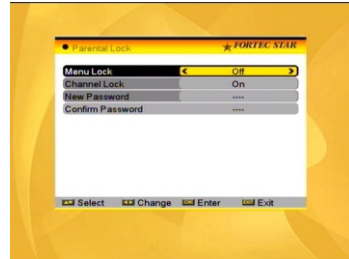 Parental Lock FORTEC STAR
Menu Lock Off
Channel Lock On
New Password ----
Confirm Password ----
Select Change Enter Exit